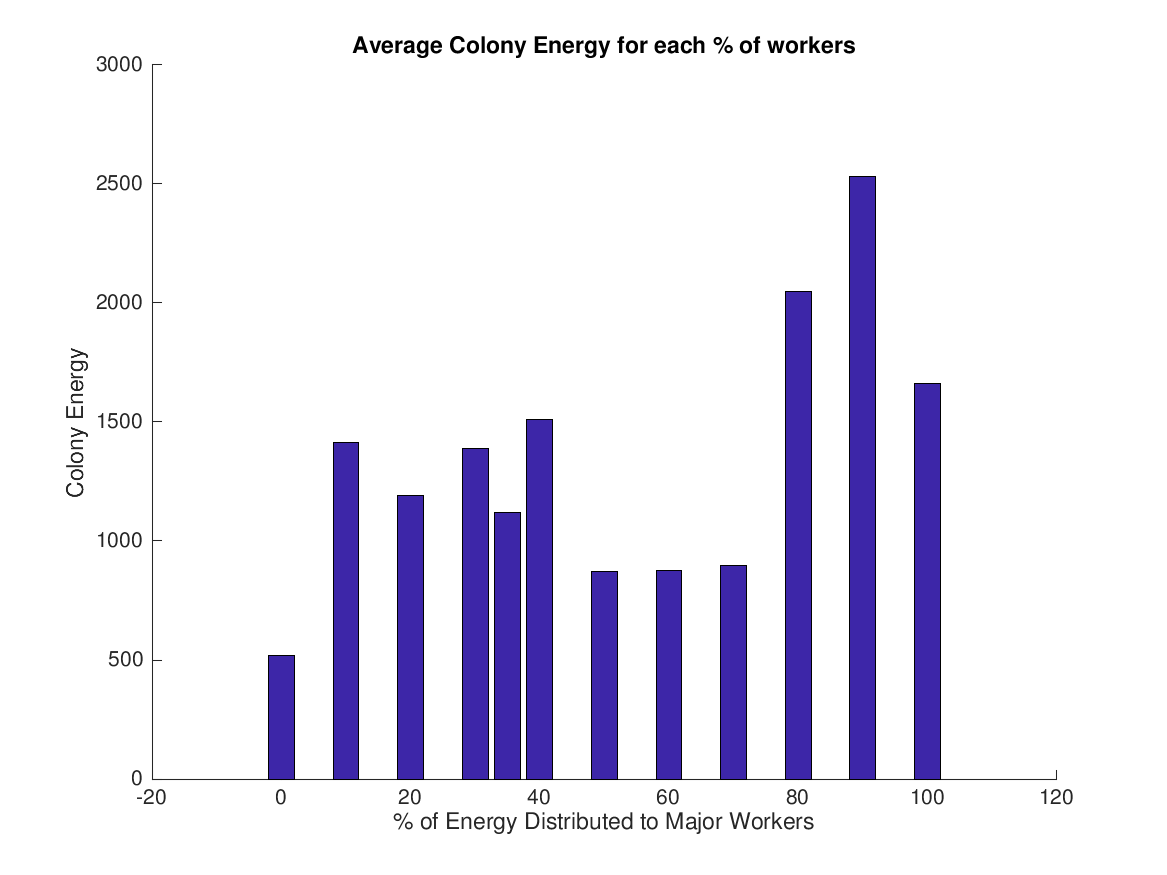 Average Colony Energy for each % of workers
3000
2500
2000
1500
1000
500
0
Colony Energy
-20 0 20 40 60 80 100 120
% of Energy Distributed to Major Workers